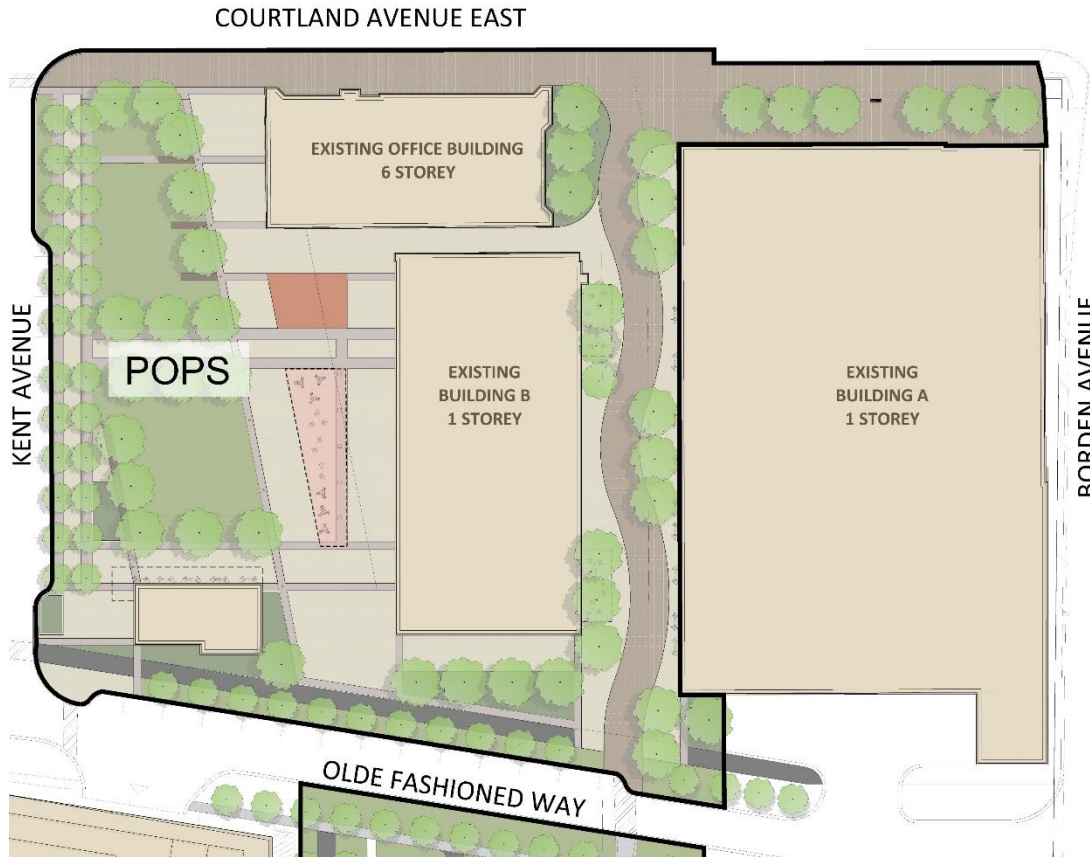 COURTLAND AVENUE EAST
EXISTING OFFICE BUILDING
6 STOREY
KENT AVENUE
POPS
EXISTING
BUILDING B
1 STOREY
EXISTING
BUILDING A
1 STOREY
BORDEN AVENUE
OLDE FASHIONED WAY